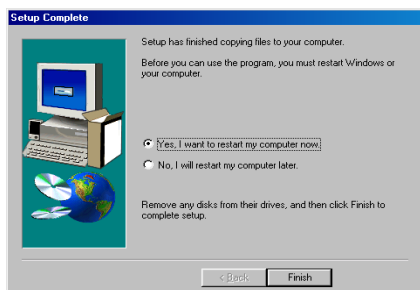 Setup Complete
Setup has finished copying files to your computer.
Before you can use the program, you must restart Windows or
your computer.
Yes, I want to restart my computer now.
No, I will restart my computer later.
Remove any disks from their drives, and then click Finish to
complete setup.
< Back
Finish